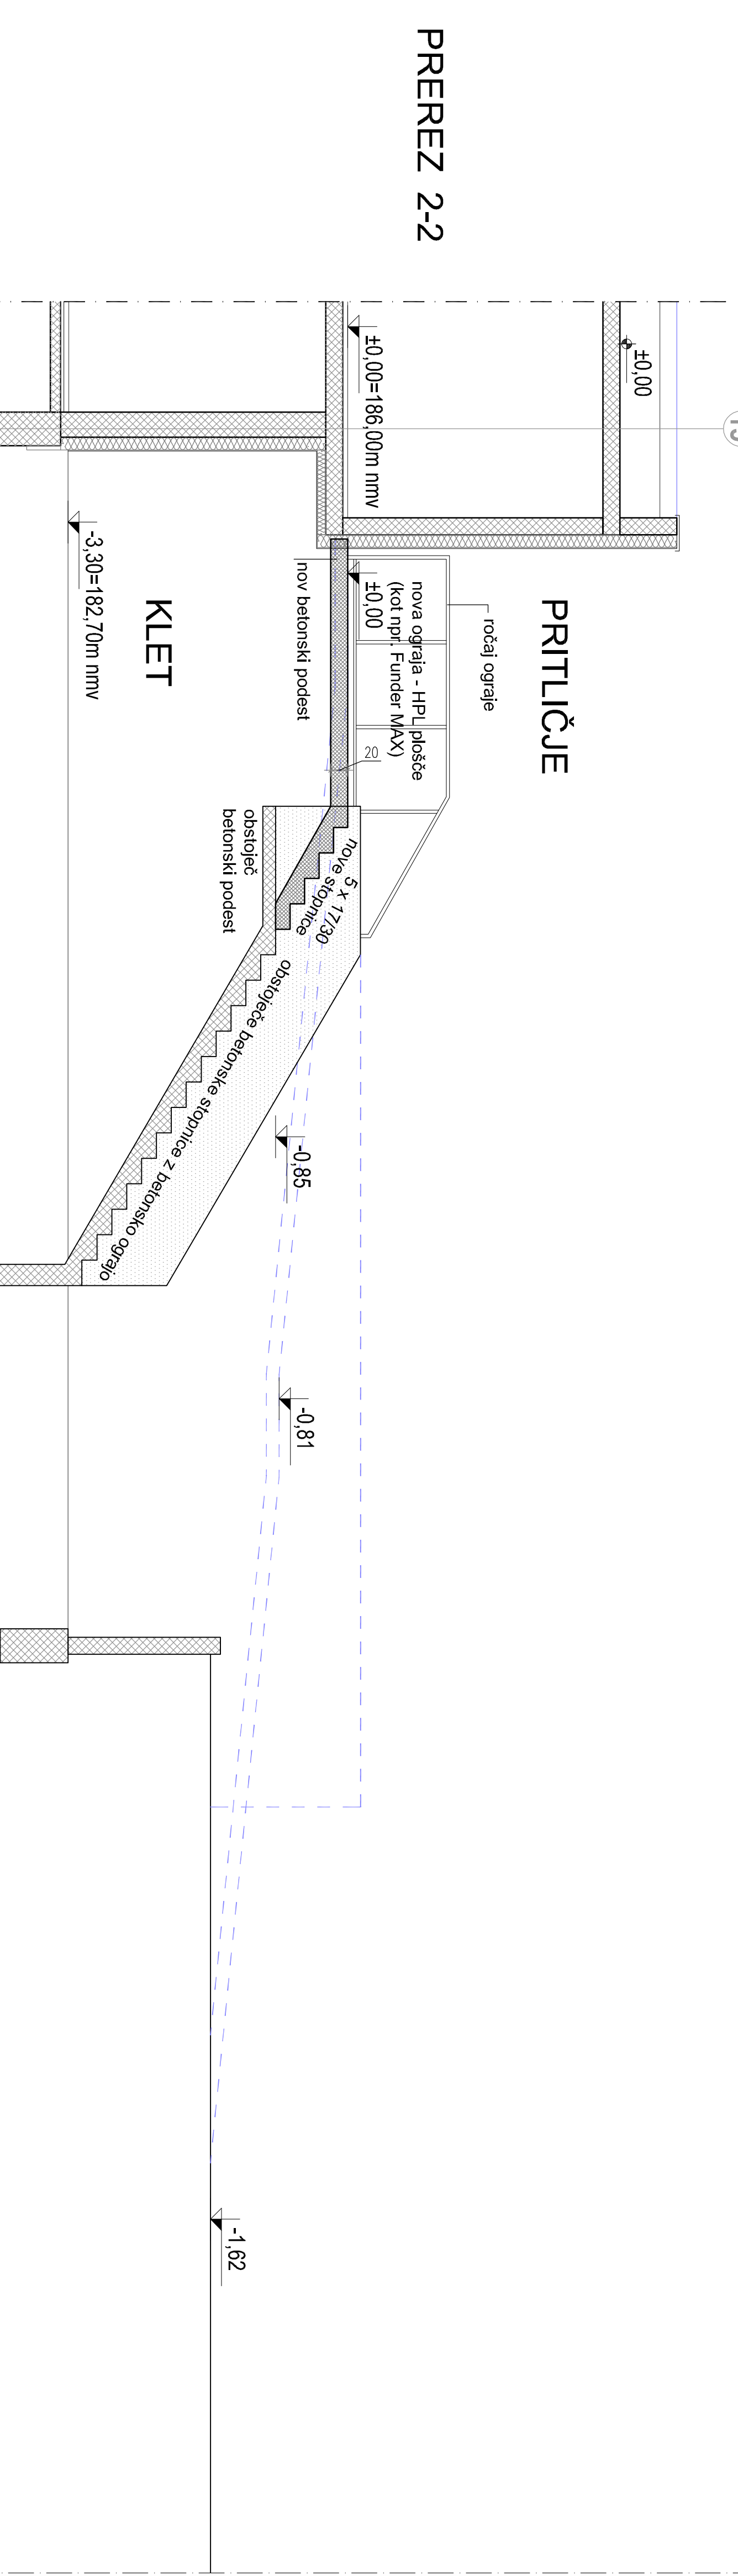 PREREZ 2-2
±0,00
±0,00=186,00m nmv
-3,30=182,70m nmv
PRITLIČJE
KLET
ročaj ograje
nova ograja - HPL plošče
(kot npr. Funder MAX)
±0,00
nov betonski podest
20
obstoječ
betonski podest
5 x 17/30
nove stopnice
obstoječe betonske stopnice z betonsko ograjo
-0,85
-0,81
-1,62